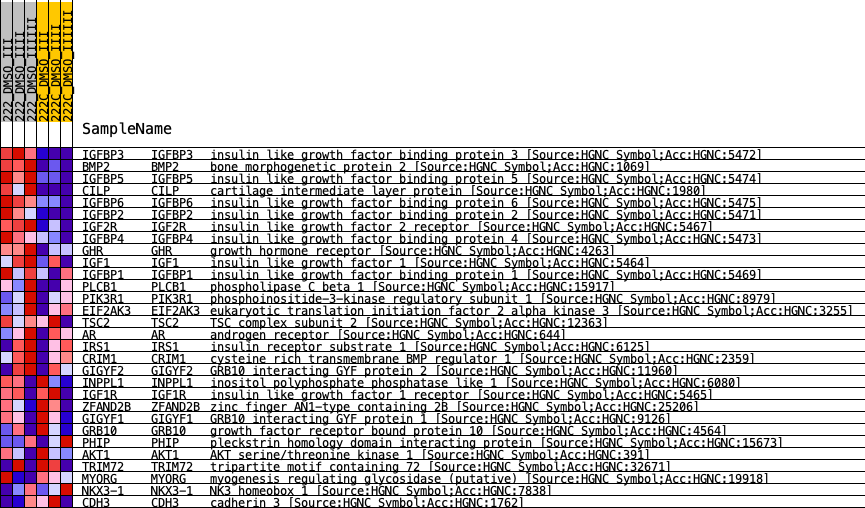 222_DMSO_III
222_DMSO_IIII
222_DMSO_IIIIII
222C_DMSO_III
222C_DMSO_IIII
222C_DMSO_IIIIII
SampleName
IGFBP3 IGFBP3 insulin like growth factor binding protein 3 [Source:HGNC Symbol;Acc:HGNC:5472]
BMP2 BMP2 bone morphogenetic protein 2 [Source:HGNC Symbol;Acc:HGNC:1069]
IGFBP5 IGFBP5 insulin like growth factor binding protein 5 [Source:HGNC Symbol;Acc:HGNC:5474]
CILP CILP cartilage intermediate layer protein [Source:HGNC Symbol;Acc:HGNC:1980]
IGFBP6 IGFBP6 insulin like growth factor binding protein 6 [Source:HGNC Symbol;Acc:HGNC:5475]
IGFBP2 IGFBP2 insulin like growth factor binding protein 2 [Source:HGNC Symbol;Acc:HGNC:5471]
IGF2R IGF2R insulin like growth factor 2 receptor [Source:HGNC Symbol;Acc:HGNC:5467]
IGFBP4 IGFBP4 insulin like growth factor binding protein 4 [Source:HGNC Symbol;Acc:HGNC:5473]
GHR GHR growth hormone receptor [Source:HGNC Symbol;Acc:HGNC:4263]
IGF1 IGF1 insulin like growth factor 1 [Source:HGNC Symbol;Acc:HGNC:5464]
IGFBP1 IGFBP1 insulin like growth factor binding protein 1 [Source:HGNC Symbol;Acc:HGNC:5469]
PLCB1 PLCB1 phospholipase C beta 1 [Source:HGNC Symbol;Acc:HGNC:15917]
PIK3R1 PIK3R1 phosphoinositide-3-kinase regulatory subunit 1 [Source:HGNC Symbol;Acc:HGNC:8979]
EIF2AK3 EIF2AK3 eukaryotic translation initiation factor 2 alpha kinase 3 [Source:HGNC Symbol;Acc:HGNC:3255]
TSC2 TSC2 TSC complex subunit 2 [Source:HGNC Symbol;Acc:HGNC:12363]
AR AR androgen receptor [Source:HGNC Symbol;Acc:HGNC:644]
IRS1 IRS1 insulin receptor substrate 1 [Source:HGNC Symbol;Acc:HGNC:6125]
CRIM1 CRIM1 cysteine rich transmembrane BMP regulator 1 [Source:HGNC Symbol;Acc:HGNC:2359]
GIGYF2 GIGYF2 GRB10 interacting GYF protein 2 [Source:HGNC Symbol;Acc:HGNC:11960]
INPPL1 INPPL1 inositol polyphosphate phosphatase like 1 [Source:HGNC Symbol;Acc:HGNC:6080]
IGF1R IGF1R insulin like growth factor 1 receptor [Source:HGNC Symbol;Acc:HGNC:5465]
ZFAND2B ZFAND2B zinc finger AN1-type containing 2B [Source:HGNC Symbol;Acc:HGNC:25206]
GIGYF1 GIGYF1 GRB10 interacting GYF protein 1 [Source:HGNC Symbol;Acc:HGNC:9126]
GRB10 GRB10 growth factor receptor bound protein 10 [Source:HGNC Symbol;Acc:HGNC:4564]
PHIP PHIP pleckstrin homology domain interacting protein [Source:HGNC Symbol;Acc:HGNC:15673]
AKT1 AKT1 AKT serine/threonine kinase 1 [Source:HGNC Symbol;Acc:HGNC:391]
TRIM72 TRIM72 tripartite motif containing 72 [Source:HGNC Symbol;Acc:HGNC:32671]
MYORG MYORG myogenesis regulating glycosidase (putative) [Source:HGNC Symbol;Acc:HGNC:19918]
NKX3-1 NKX3-1 NK3 homeobox 1 [Source:HGNC Symbol;Acc:HGNC:7838]
CDH3 CDH3 cadherin 3 [Source:HGNC Symbol;Acc:HGNC:1762]